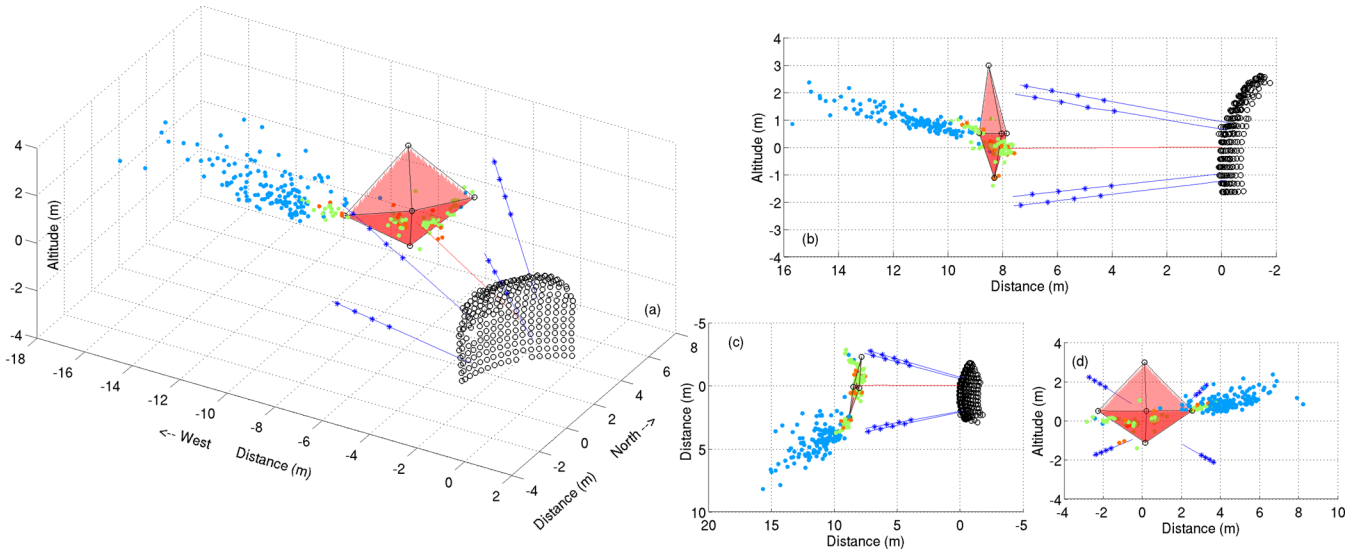 4
2
0
-2
-4
Altitude (m)
-18
-16
-14
-12
-10
-8
-6
-4
-2
0
2
<-- West Distance (m)
-4
-2
0
2
4
6
8
North -->
Distance (m)
(a)
4
3
2
1
0
-1
-2
-3
-4
Altitude (m)
(b)
16 14 12 10 8 6 4 2 0 -2
Distance (m)
-5
0
5
10
Distance (m)
(c)
20 15 10 5 0 -5
Distance (m)
4
2
0
-2
-4
Altitude (m)
(d)
-4 -2 0 2 4 6 8 10
Distance (m)